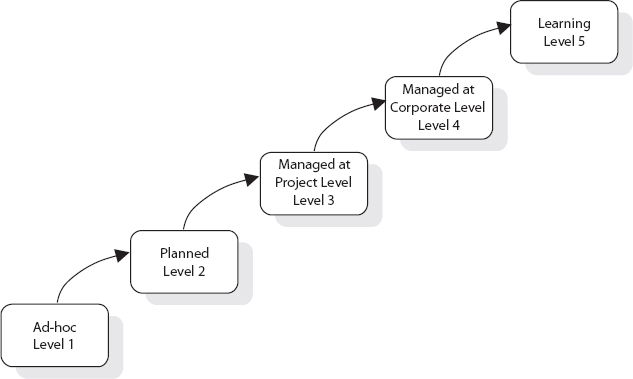 Learning
Level 5
Managed at
Corporate Level
Level 4
Managed at
Project Level
Level 3
Planned
Level 2
Ad-hoc
Level 1